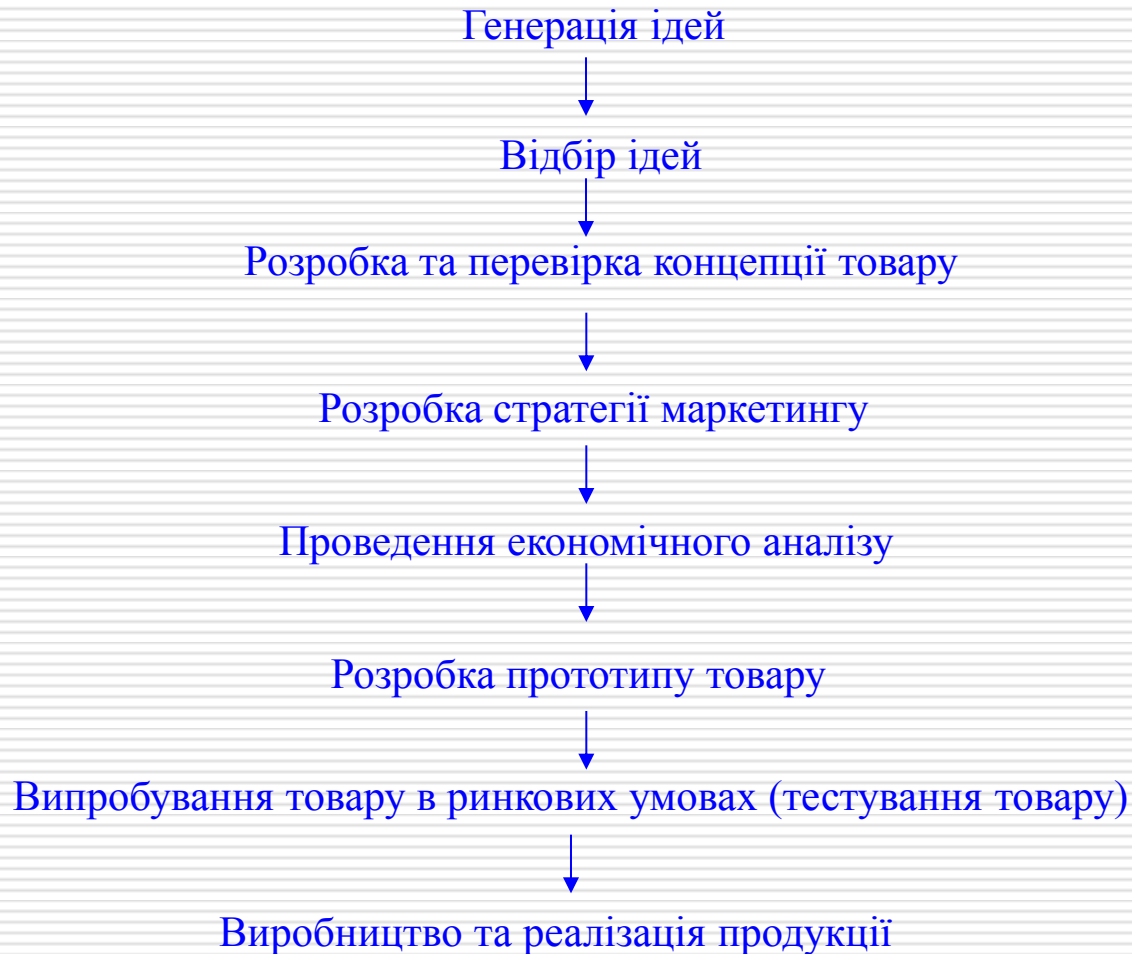 Генерація ідей
Відбір ідей
Розробка та перевірка концепції товару
Розробка стратегії маркетингу
Проведення економічного аналізу
Розробка прототипу товару
Випробування товару в ринкових умовах (тестування товару)
Виробництво та реалізація продукції